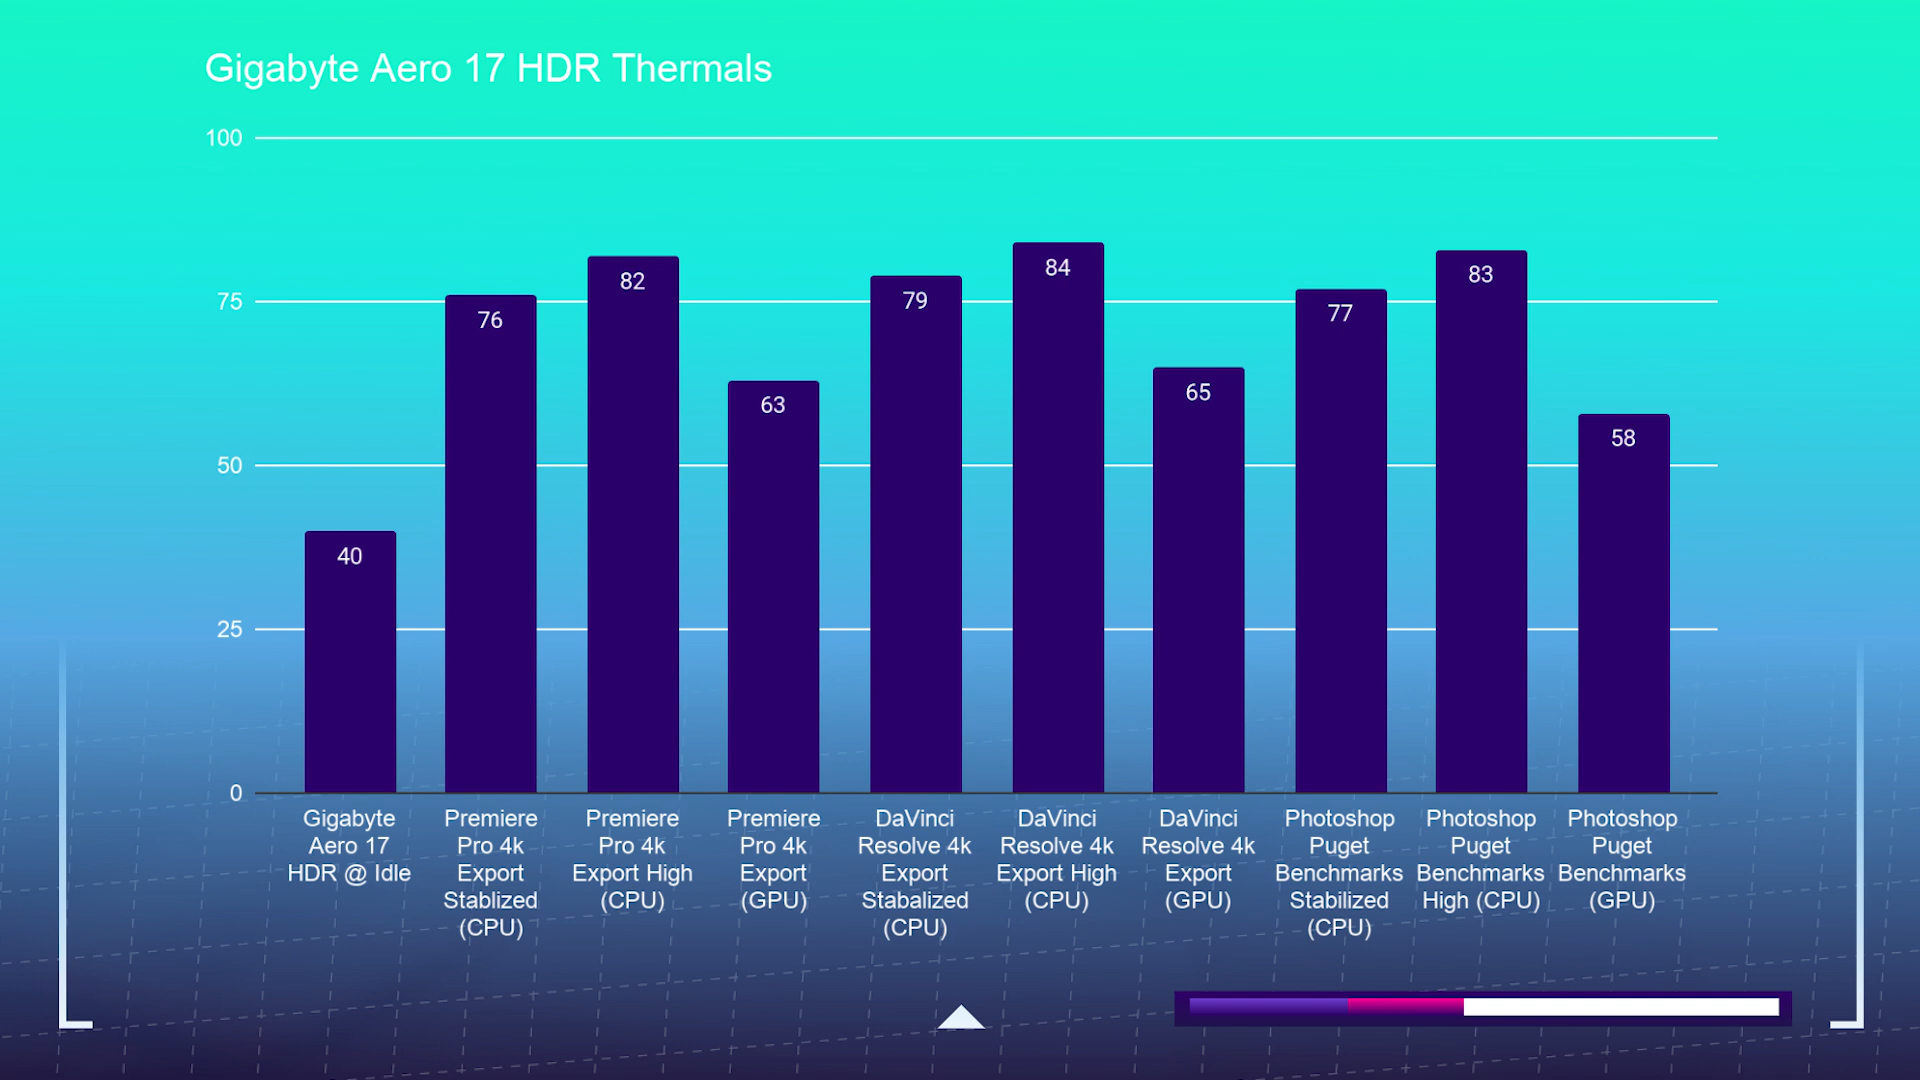 Gigabyte Aero 17 HDR Thermals
100
75
50
25
0
40
76
82
63
79
84
65
77
83
58
Gigabyte
Aero 17
HDR @ Idle
Premiere
Pro 4k
Export
Stablized
(CPU)
Premiere
Pro 4k
Export High
(CPU)
Premiere
Pro 4k
Export
(GPU)
DaVinci
Resolve 4k
Export
Stabalized
(CPU)
DaVinci
Resolve 4k
Export High
(CPU)
DaVinci
Resolve 4k
Export
(GPU)
Photoshop
Puget
Benchmarks
Stabilized
(CPU)
Photoshop
Puget
Benchmarks
High (CPU)
Photoshop
Puget
Benchmarks
(GPU)